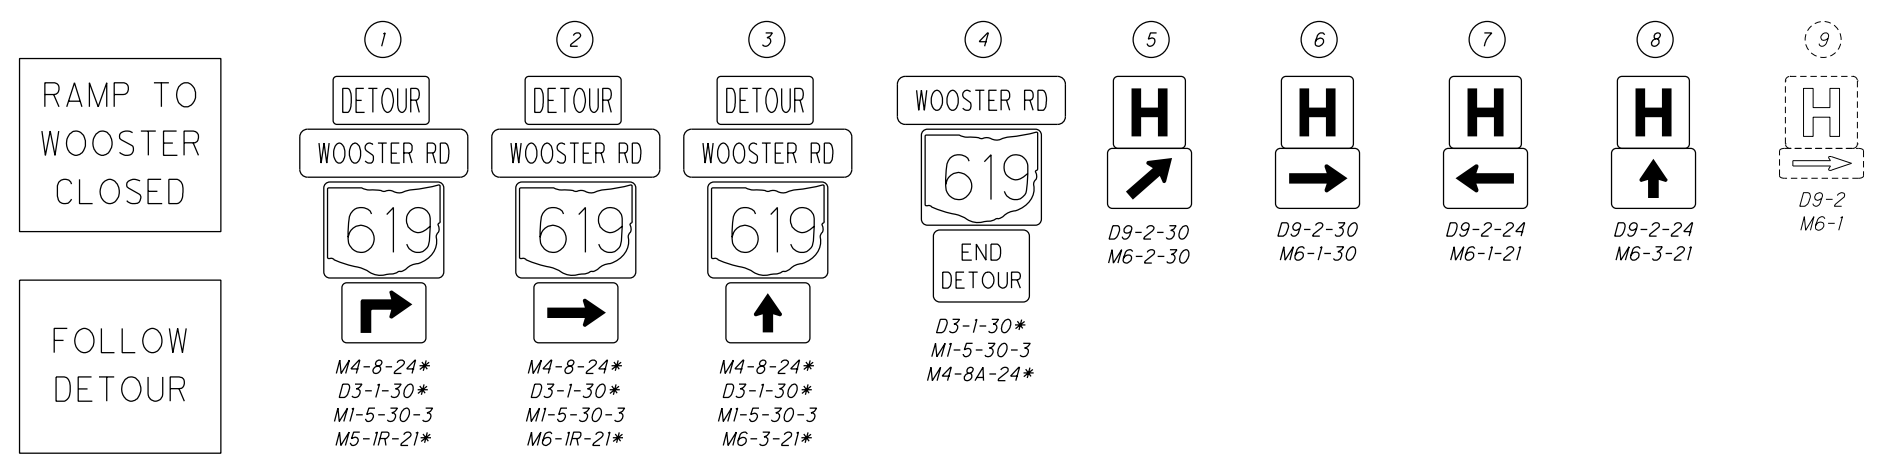 RAMP TO
WOOSTER
CLOSED
FOLLOW
DETOUR
1
DETOUR
WOOSTER RD
619
M4-8-24*
D3-1-30*
M1-5-30-3
M5-1R-21*
2
DETOUR
WOOSTER RD
619
M4-8-24*
D3-1-30*
M1-5-30-3
M6-1R-21*
3
DETOUR
WOOSTER RD
619
M4-8-24*
D3-1-30*
M1-5-30-3
M6-3-21*
4
WOOSTER RD
619
END
DETOUR
D3-1-30*
M1-5-30-3
M4-8A-24*
5
H
D9-2-30
M6-2-30
6
H
D9-2-30
M6-1-30
7
H
D9-2-24
M6-1-21
8
H
D9-2-24
M6-3-21
9
H
D9-2
M6-1